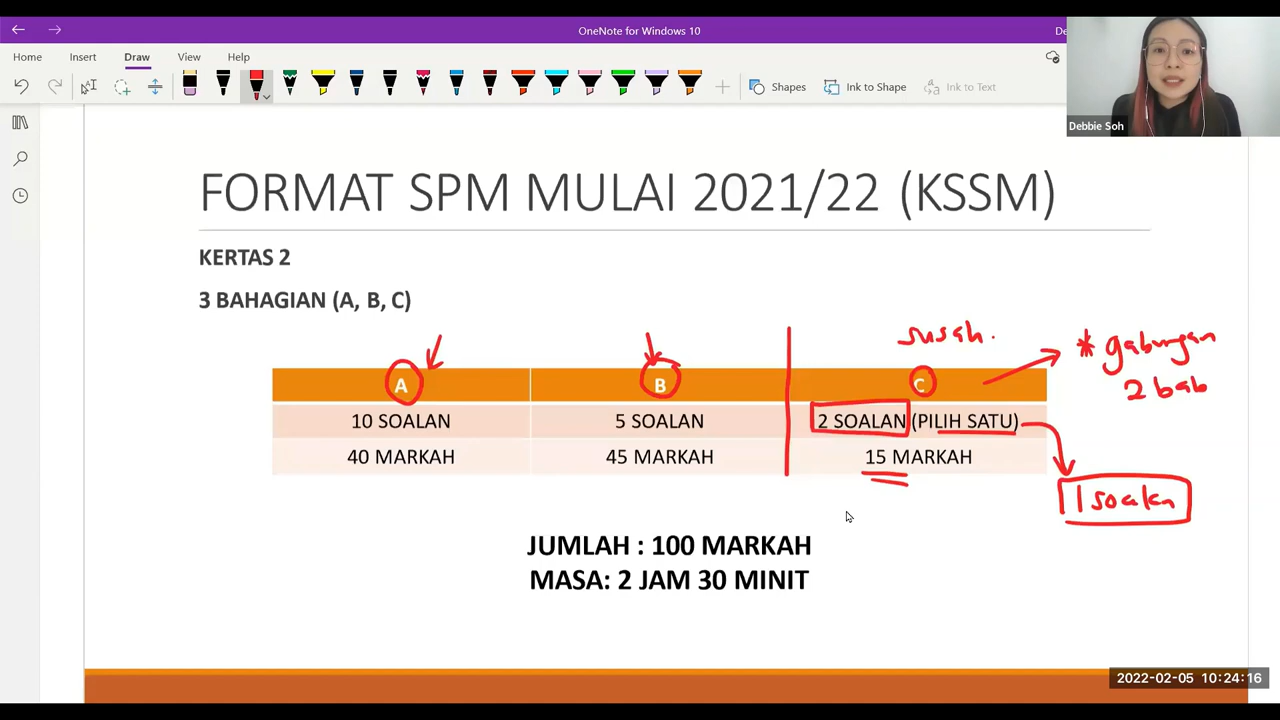 OneNote for Windows 10
De
Home Insert Draw View Help
Shapes Ink to Shape Ink to Text
Debbie Soh
FORMAT SPM MULAI 2021/22 (KSSM)
KERTAS 2
3 BAHAGIAN (A, B, C)
susah.
* gabungan
2 bab
A B C
10 SOALAN 5 SOALAN 2 SOALAN (PILIH SATU)
40 MARKAH 45 MARKAH 15 MARKAH
1 soalan
JUMLAH : 100 MARKAH
MASA: 2 JAM 30 MINIT
2022-02-05 10:24:16